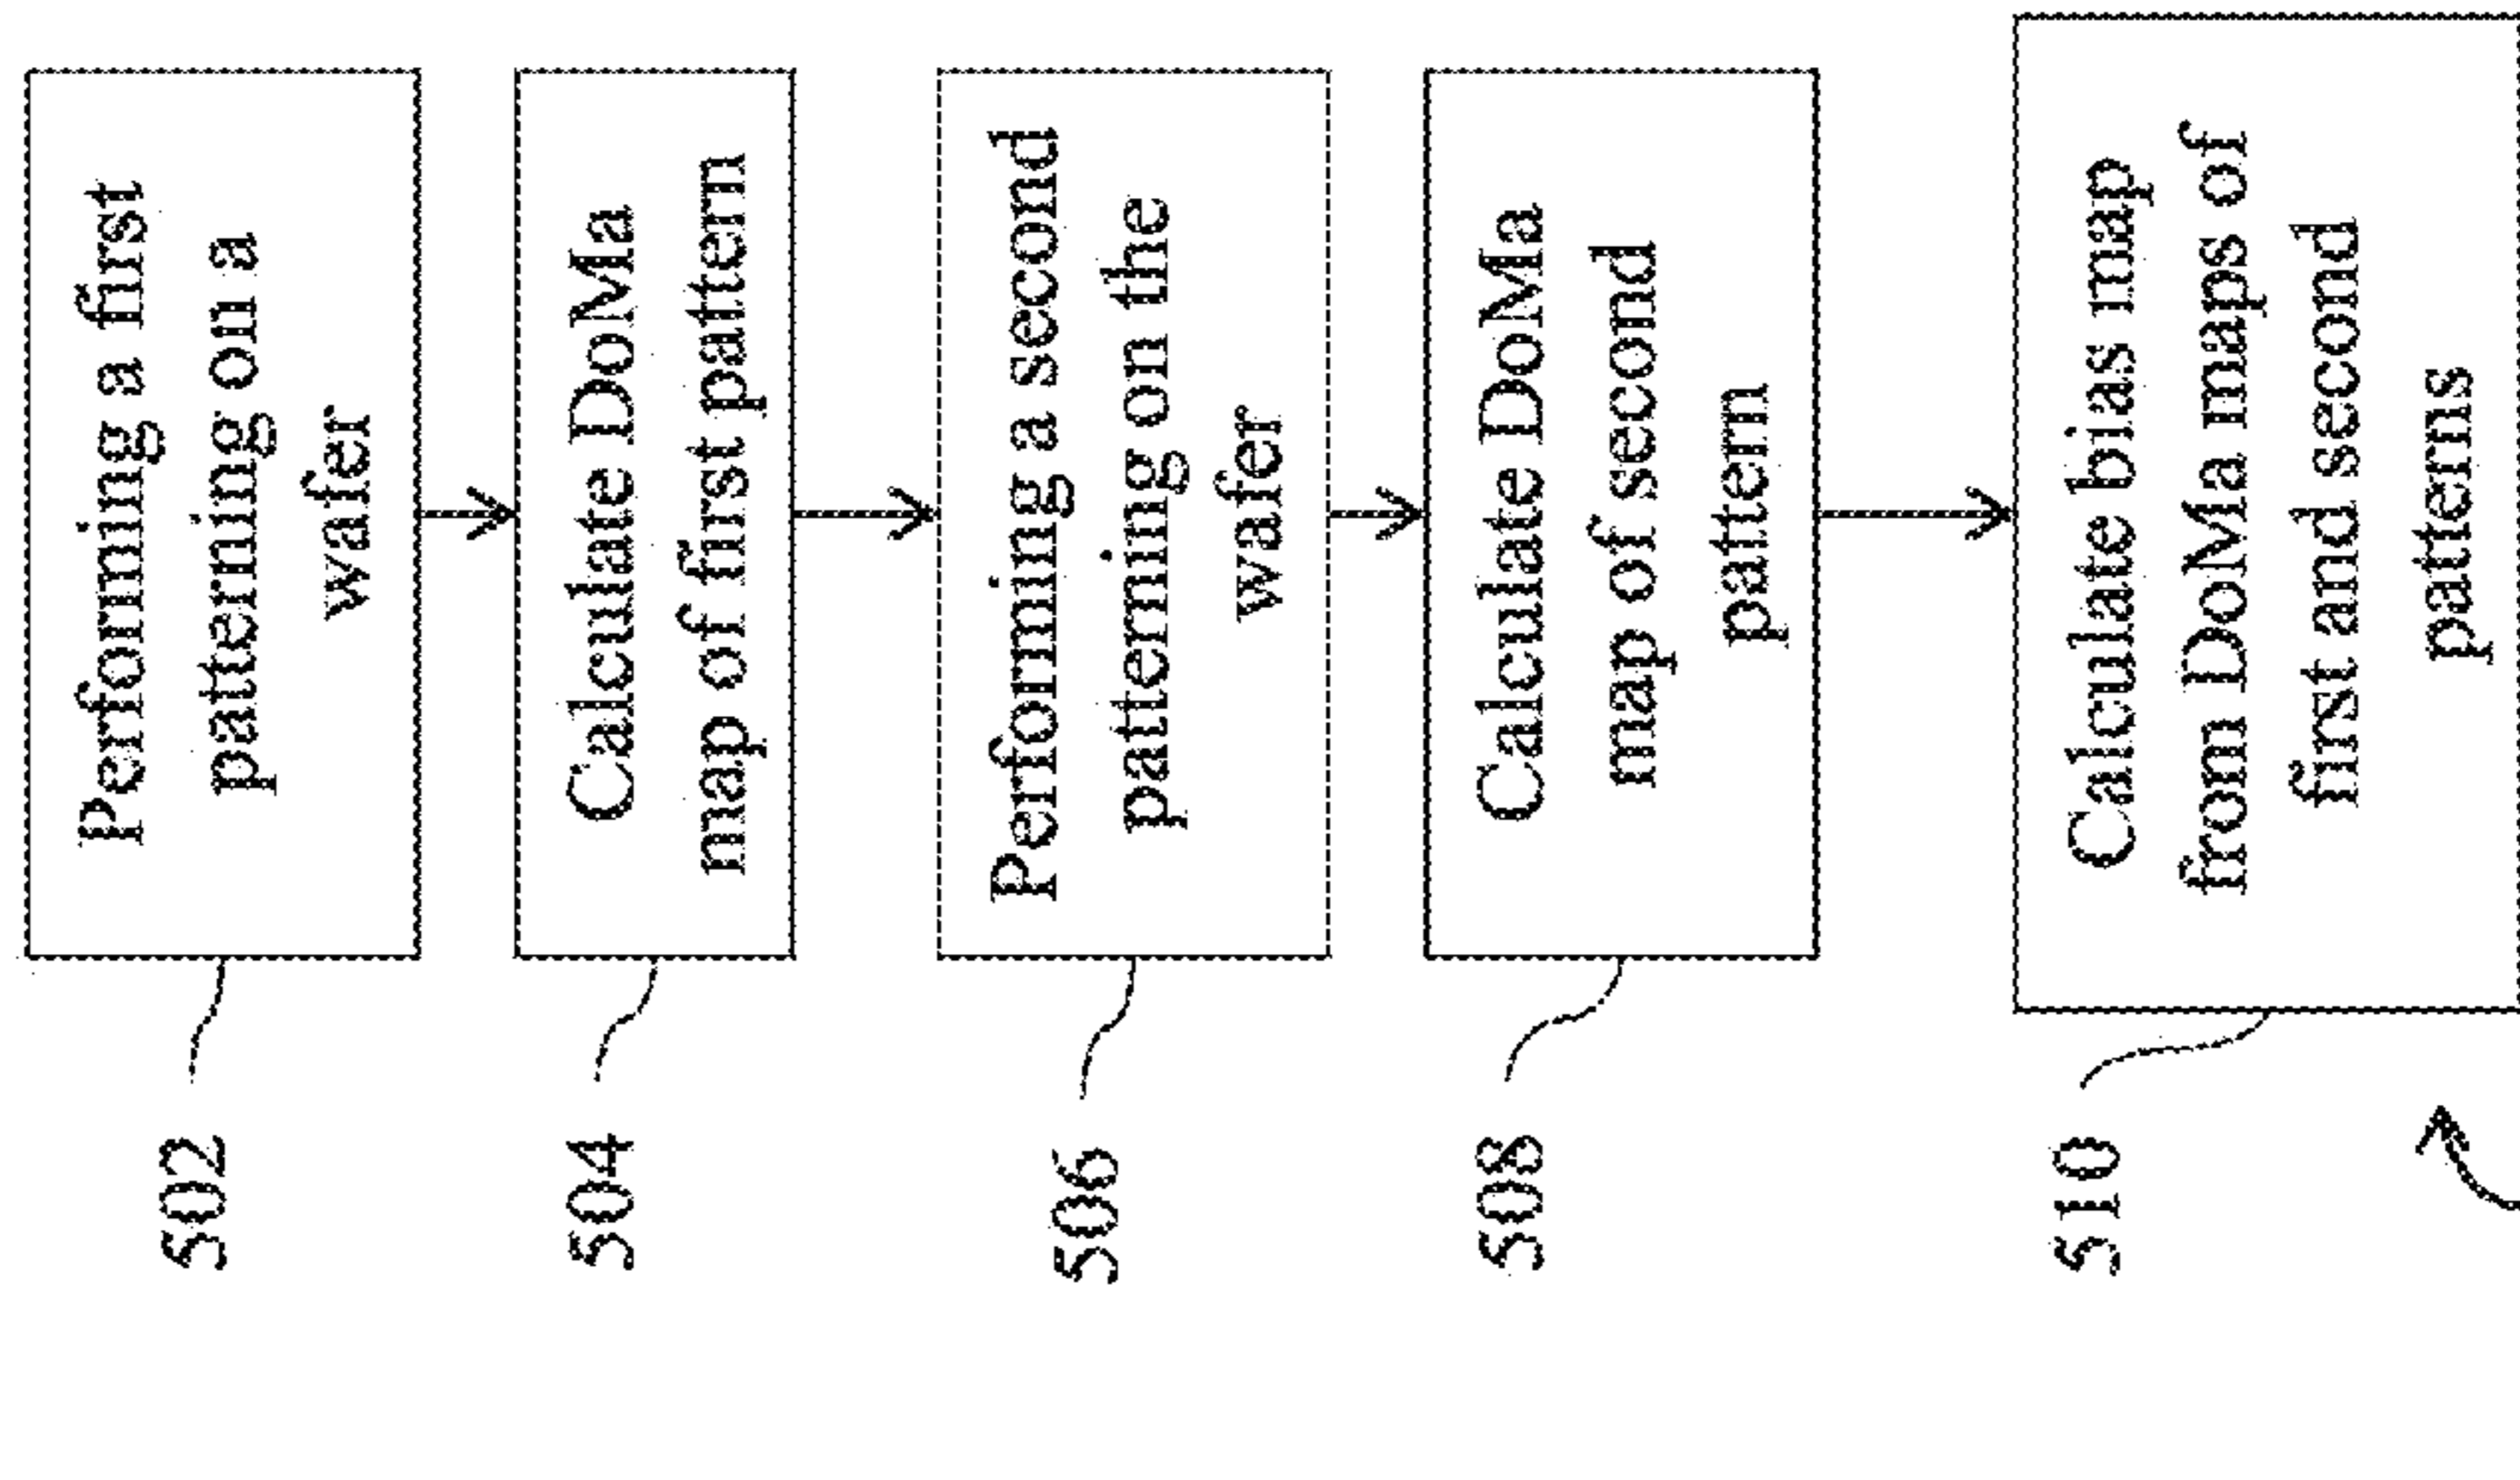 502
Performing a first
patterning on a
wafer
504
Calculate DoMa
map of first pattern
506
Performing a second
patterning on the
wafer
508
Calculate DoMa
map of second
pattern
510
Calculate bias map
from DoMa maps of
first and second
patterns